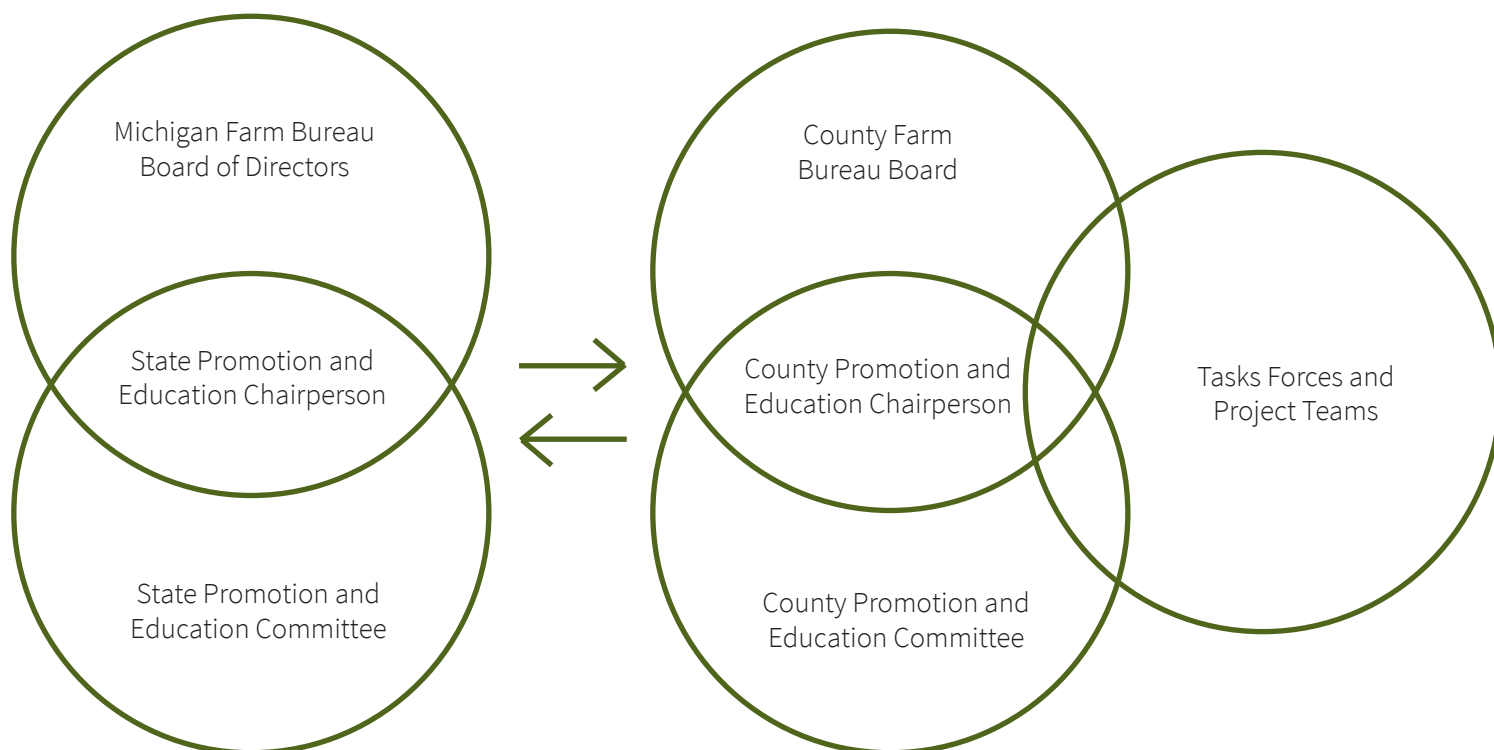 Michigan Farm Bureau
Board of Directors
State Promotion and
Education Chairperson
State Promotion and
Education Committee
County Farm
Bureau Board
County Promotion and
Education Chairperson
County Promotion and
Education Committee
Tasks Forces and
Project Teams